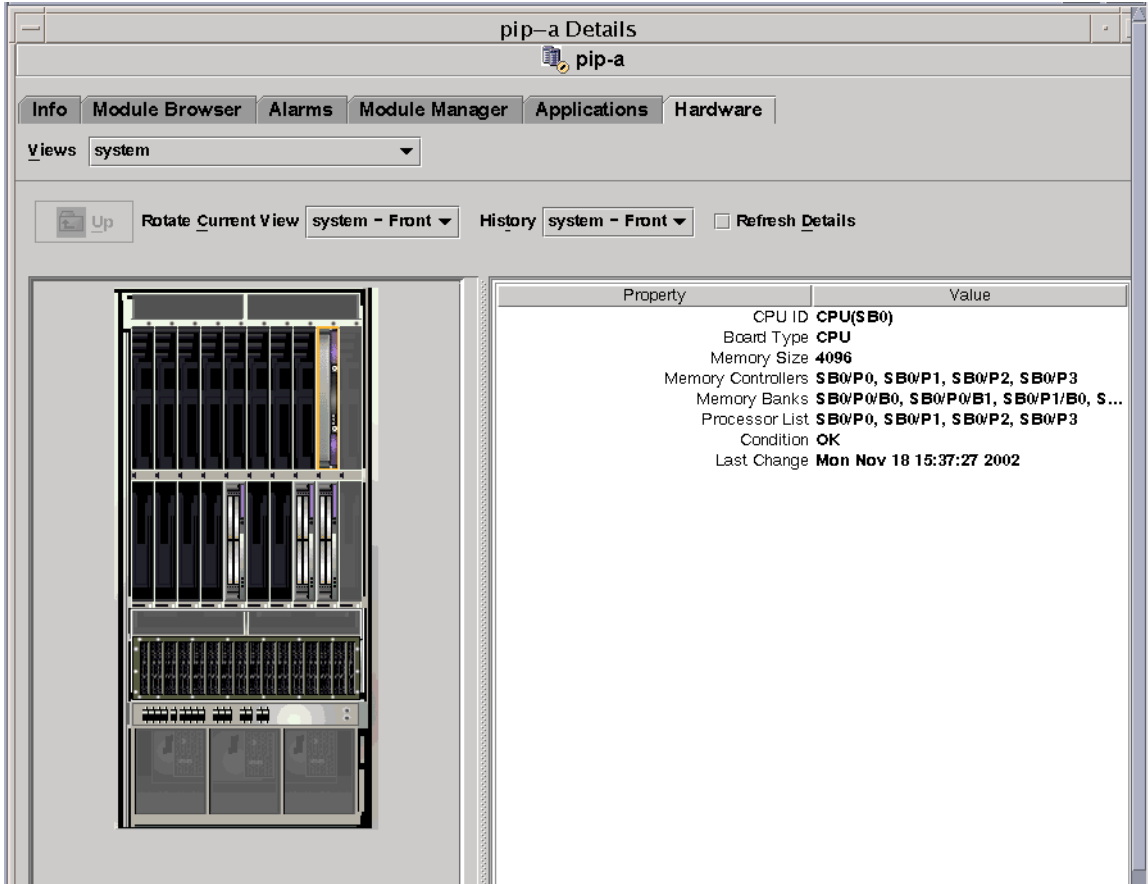 pip–a Details
pip-a
Info Module Browser Alarms Module Manager Applications Hardware
Views system
Up Rotate Current View system - Front History system - Front Refresh Details
Property Value
CPU ID CPU(SB0)
Board Type CPU
Memory Size 4096
Memory Controllers SB0/P0, SB0/P1, SB0/P2, SB0/P3
Memory Banks SB0/P0/B0, SB0/P0/B1, SB0/P1/B0, S...
Processor List SB0/P0, SB0/P1, SB0/P2, SB0/P3
Condition OK
Last Change Mon Nov 18 15:37:27 2002